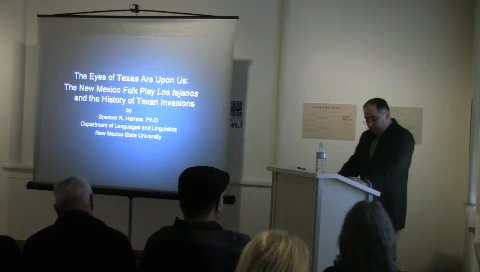 The Eyes of Texas Are Upon Us:
The New Mexico Folk Play Los tejanos
and the History of Texan Invasions
by
Spencer R. Herrera, Ph.D.
Department of Languages and Linguistics
New Mexico State University